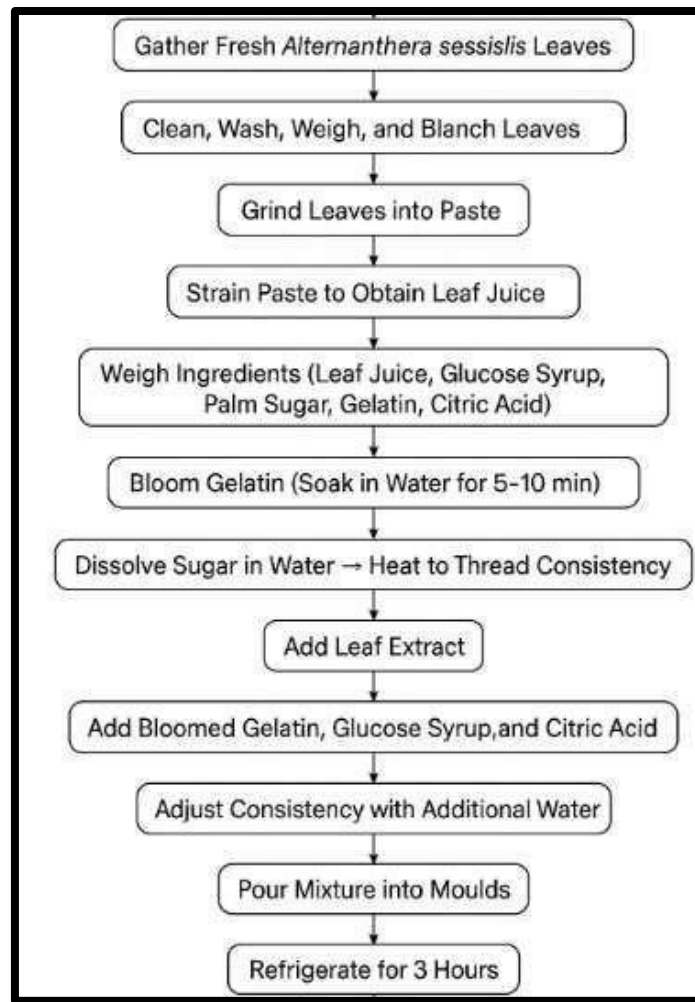 Gather Fresh Alternanthera sessislis Leaves
Clean, Wash, Weigh, and Blanch Leaves
Grind Leaves into Paste
Strain Paste to Obtain Leaf Juice
Weigh Ingredients (Leaf Juice, Glucose Syrup,
Palm Sugar, Gelatin, Citric Acid)
Bloom Gelatin (Soak in Water for 5-10 min)
Dissolve Sugar in Water → Heat to Thread Consistency
Add Leaf Extract
Add Bloomed Gelatin, Glucose Syrup,and Citric Acid
Adjust Consistency with Additional Water
Pour Mixture into Moulds
Refrigerate for 3 Hours